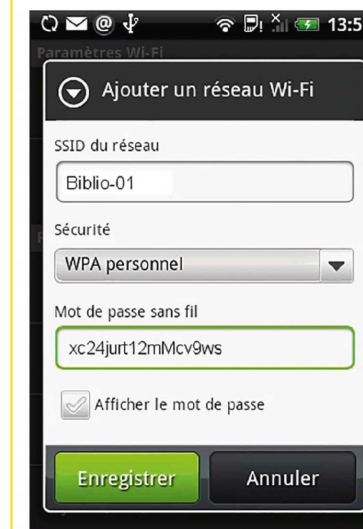 13:5
Paramètres Wi-Fi
Ajouter un réseau Wi-Fi
SSID du réseau
Biblio-01
Sécurité
WPA personnel
Mot de passe sans fil
xc24jurt12mMcv9ws
Afficher le mot de passe
Enregistrer
Annuler